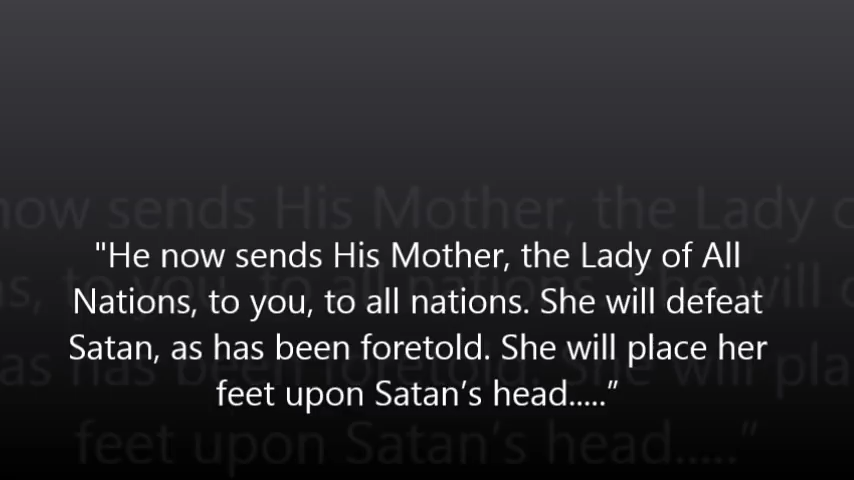 "He now sends His Mother, the Lady of All
Nations, to you, to all nations. She will defeat
Satan, as has been foretold. She will place her
feet upon Satan’s head.....”